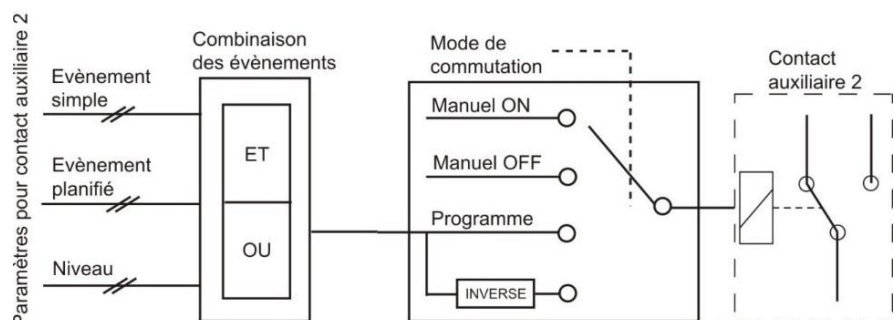 Paramètres pour contact auxiliaire 2
Evènement
simple
Evènement
planifié
Niveau
Combinaison
des évènements
ET
OU
Mode de
commutation
Manuel ON
Manuel OFF
Programme
INVERSE
Contact
auxiliaire 2